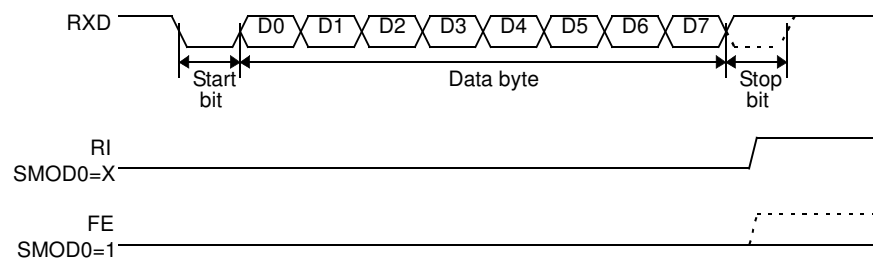 RXD
D0 D1 D2 D3 D4 D5 D6 D7
Start bit
Data byte
Stop bit
RI
SMOD0=X
FE
SMOD0=1